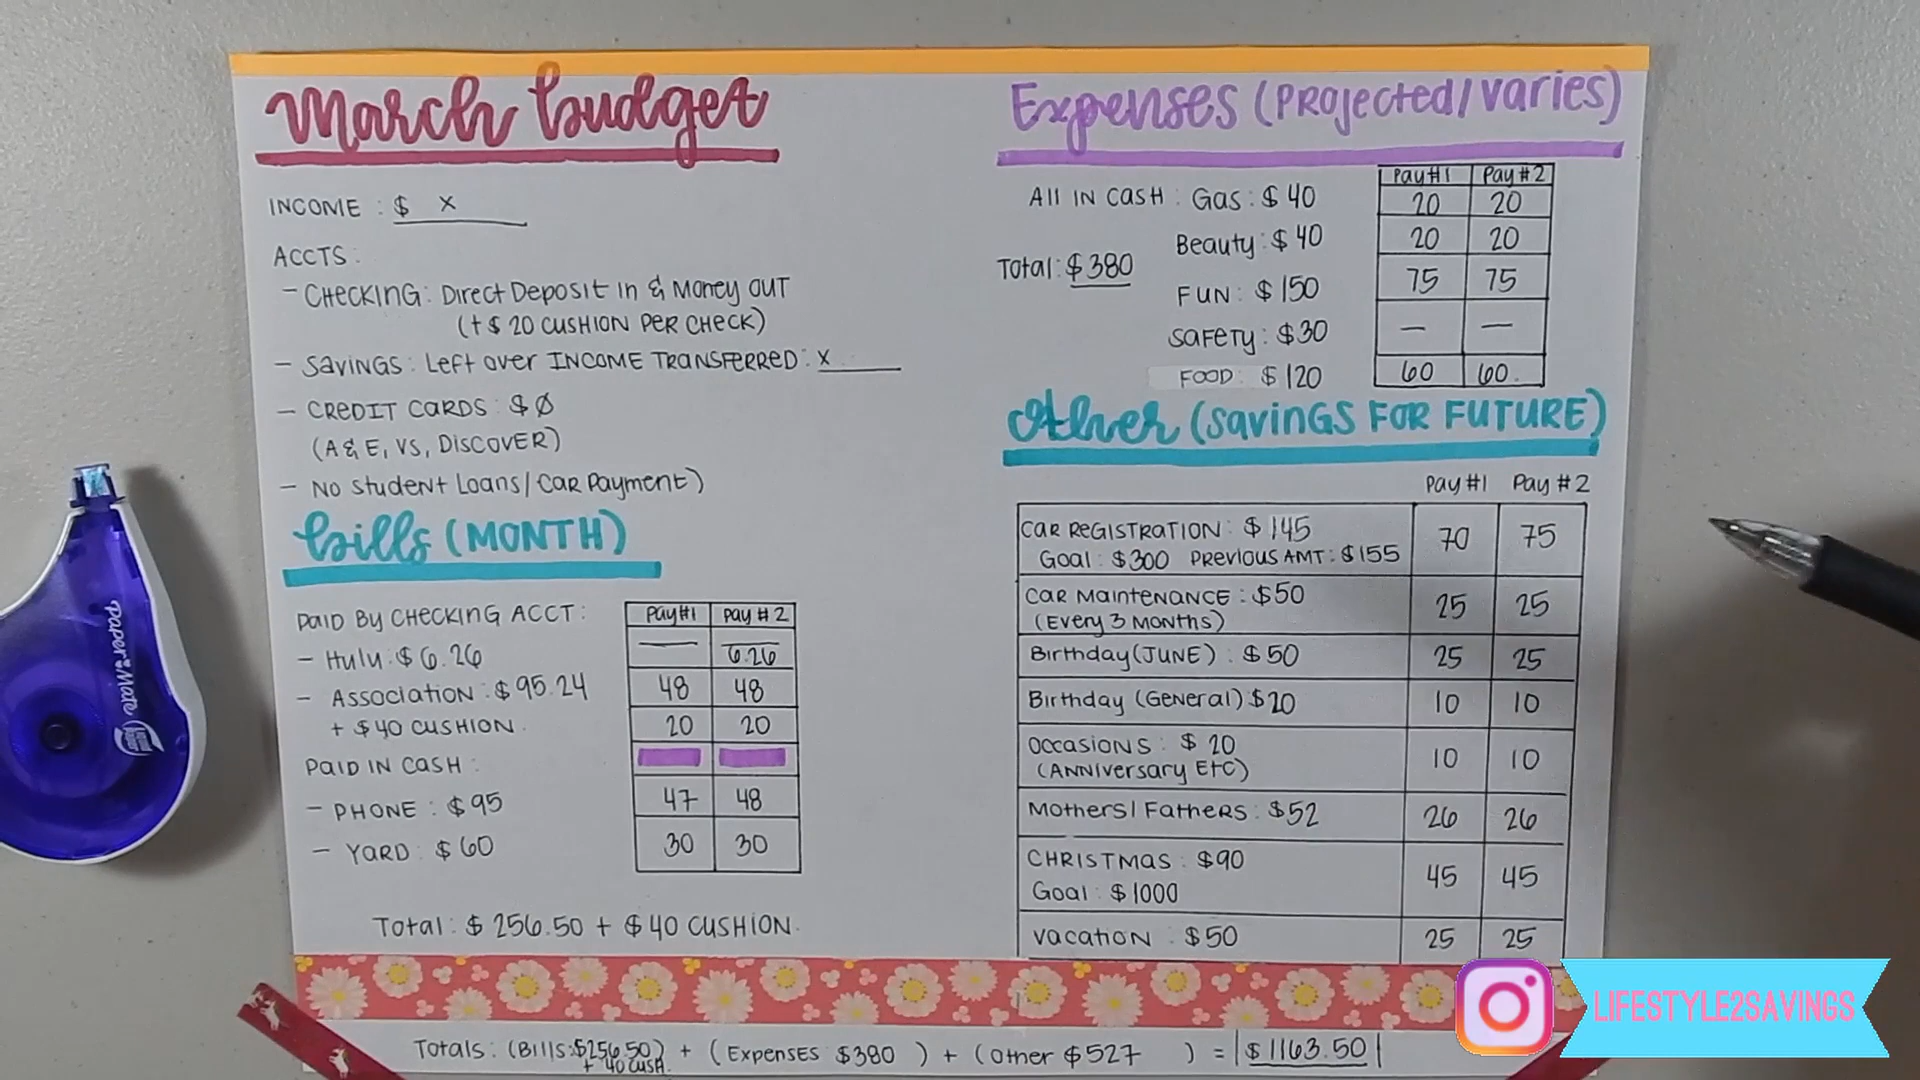 March budget
INCOME : $ x
ACCTS :
- CHECKING : Direct Deposit in & Money OUT
(+ $ 20 CUSHION PER CHECK)
- Savings : Left over INCOME TRANSFERRED : x
- CREDIT CARDS : $ 0
(A & E, VS, DISCOVER)
- NO Student Loans/Car Payment)
bills (MONTH)
Paid By CHECKING ACCT :
Pay #1 Pay # 2
- Hulu : $ 6.26
— 6.26
- Association : $ 95.24
48 48
+ $ 40 CUSHION
20 20
Paid in Cash :
- PHONE : $ 95
47 48
- YARD : $ 60
30 30
Total : $ 256.50 + $ 40 CUSHION.
Expenses (Projected/varies)
Pay #1 Pay # 2
All in Cash : Gas : $ 40
20 20
Beauty : $ 40
20 20
Total : $ 380
FUN : $ 150
75 75
Safety : $ 30
— —
FOOD : $ 120
60 60.
Other (Savings FOR FUTURE)
Pay #1 Pay # 2
Car Registration : $ 145
Goal : $ 300 Previous AMT : $ 155
70 75
Car Maintenance : $50
(Every 3 Months)
25 25
Birthday (JUNE) : $ 50
25 25
Birthday (General) $ 20
10 10
Occasions : $ 20
(Anniversary Etc)
10 10
Mothers/ Fathers : $ 52
26 26
CHRISTMAS : $90
Goal : $ 1000
45 45
Vacation : $ 50
25 25
Totals : (Bills : $256.50) + (Expenses $380 ) + (Other $ 527 ) = | $ 1163.50 |
+ 40 CUSH.
Paper Mate
LIFESTYLE2SAVINGS